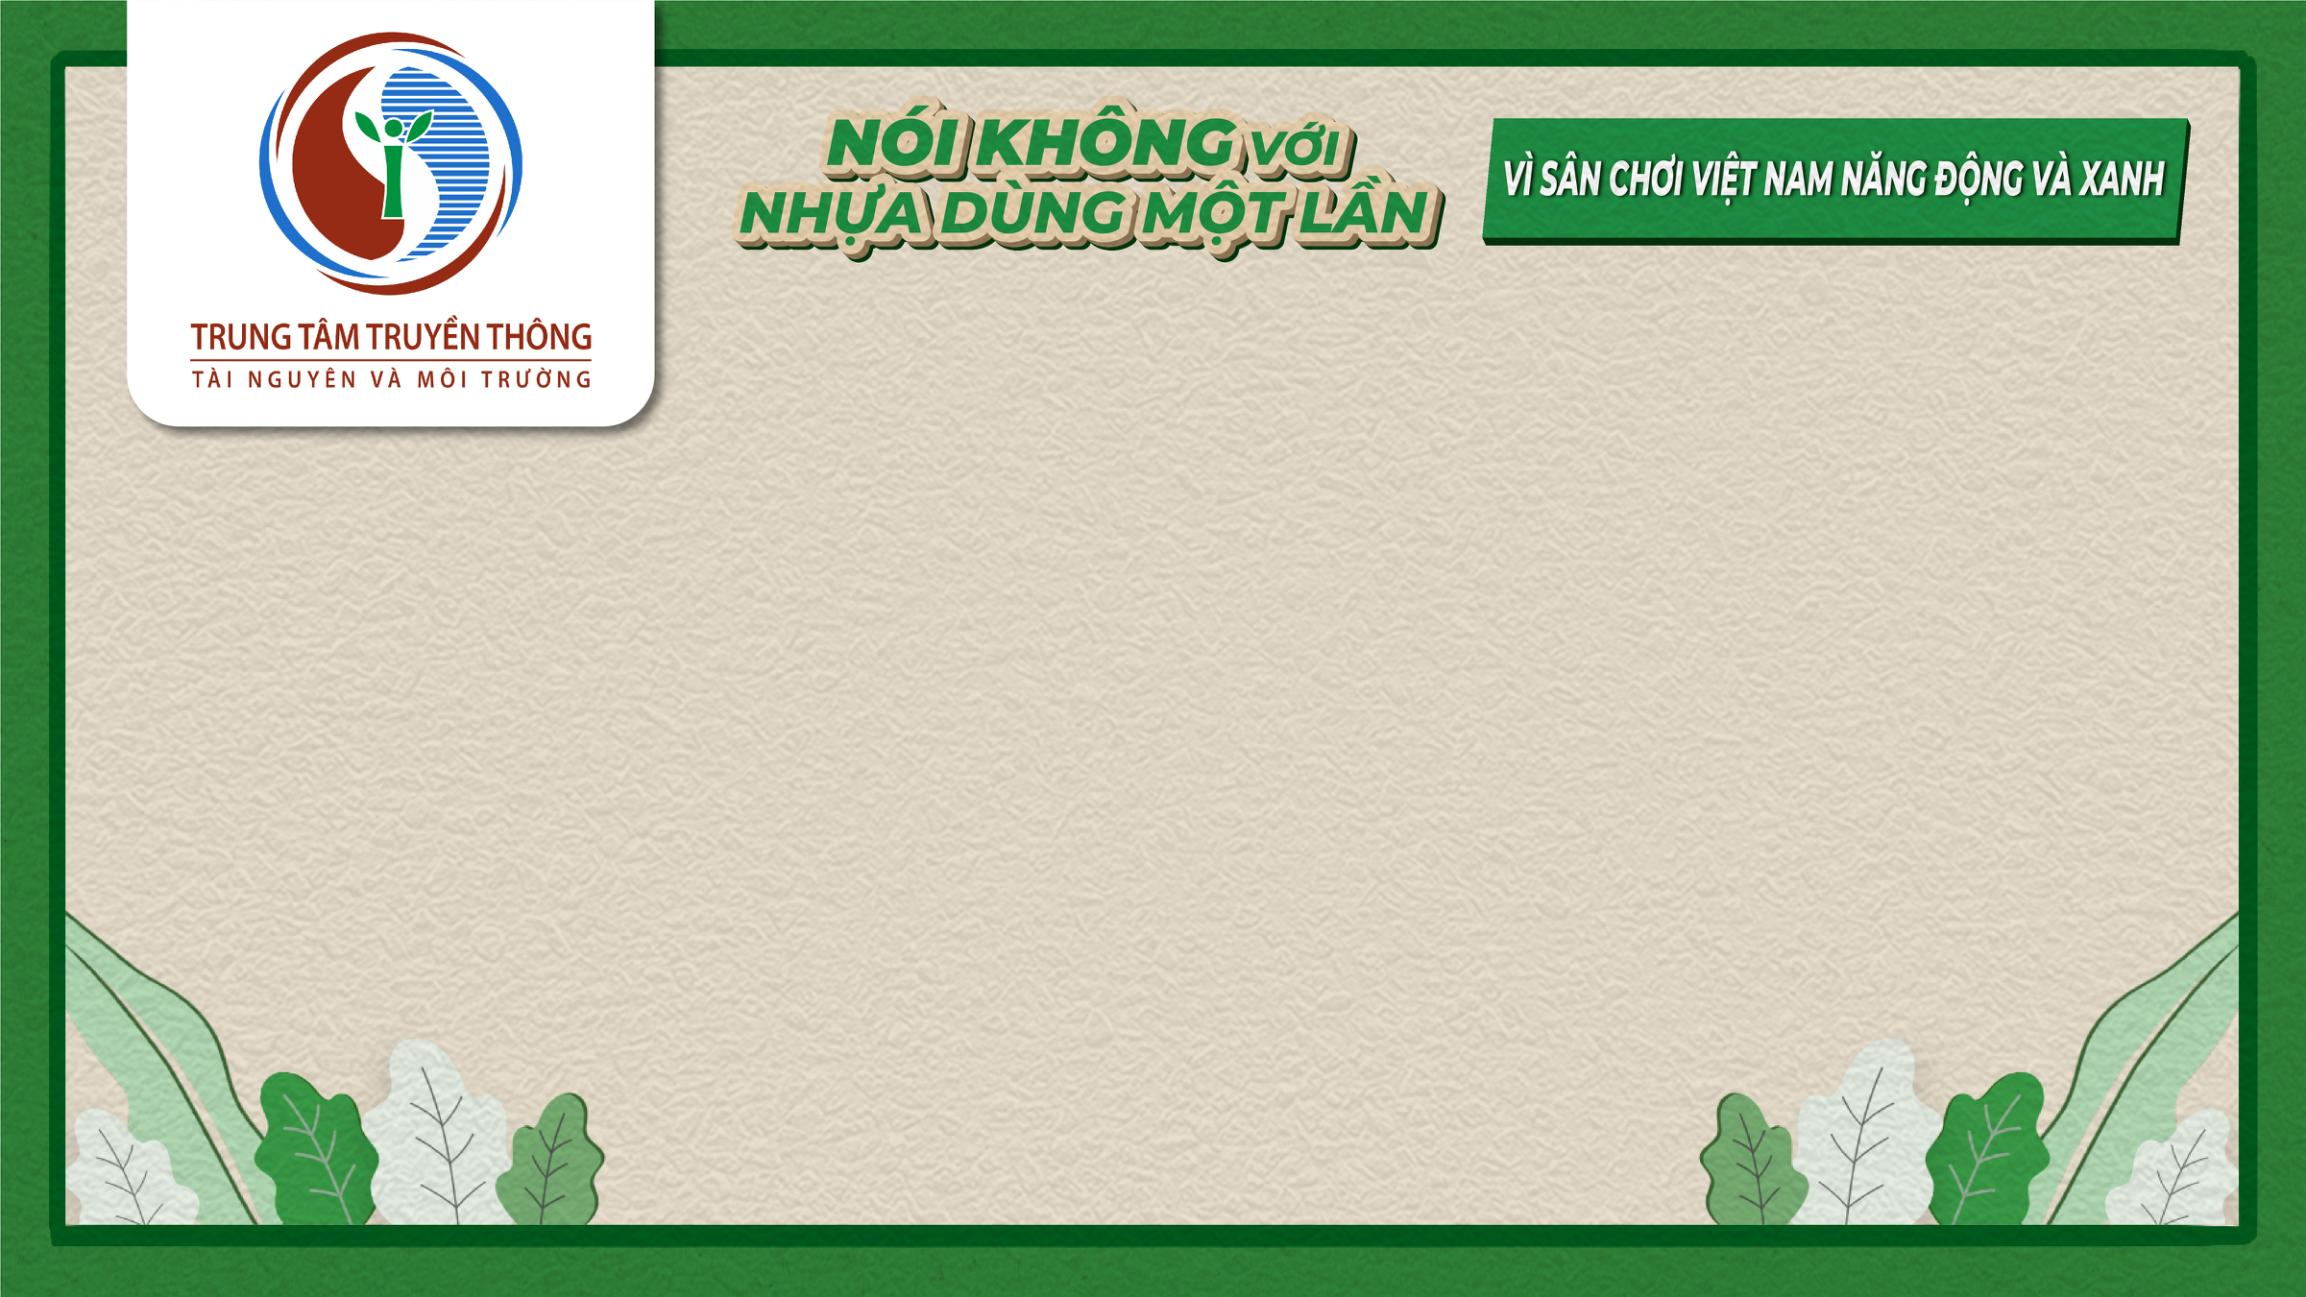 TRUNG TÂM TRUYỀN THÔNG
TÀI NGUYÊN VÀ MÔI TRƯỜNG
NÓI KHÔNG VỚI
NHỰA DÙNG MỘT LẦN
VÌ SÂN CHƠI VIỆT NAM NĂNG ĐỘNG VÀ XANH